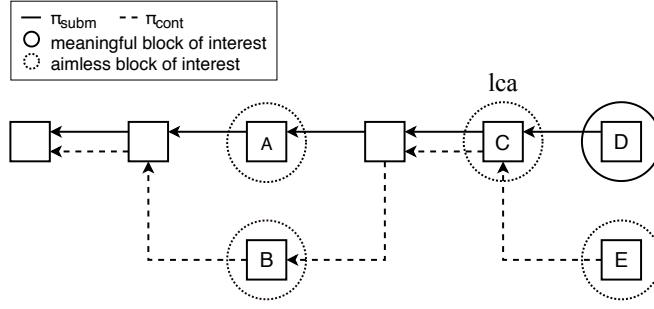 π_subm π_cont
meaningful block of interest
aimless block of interest
lca
A C D
B E